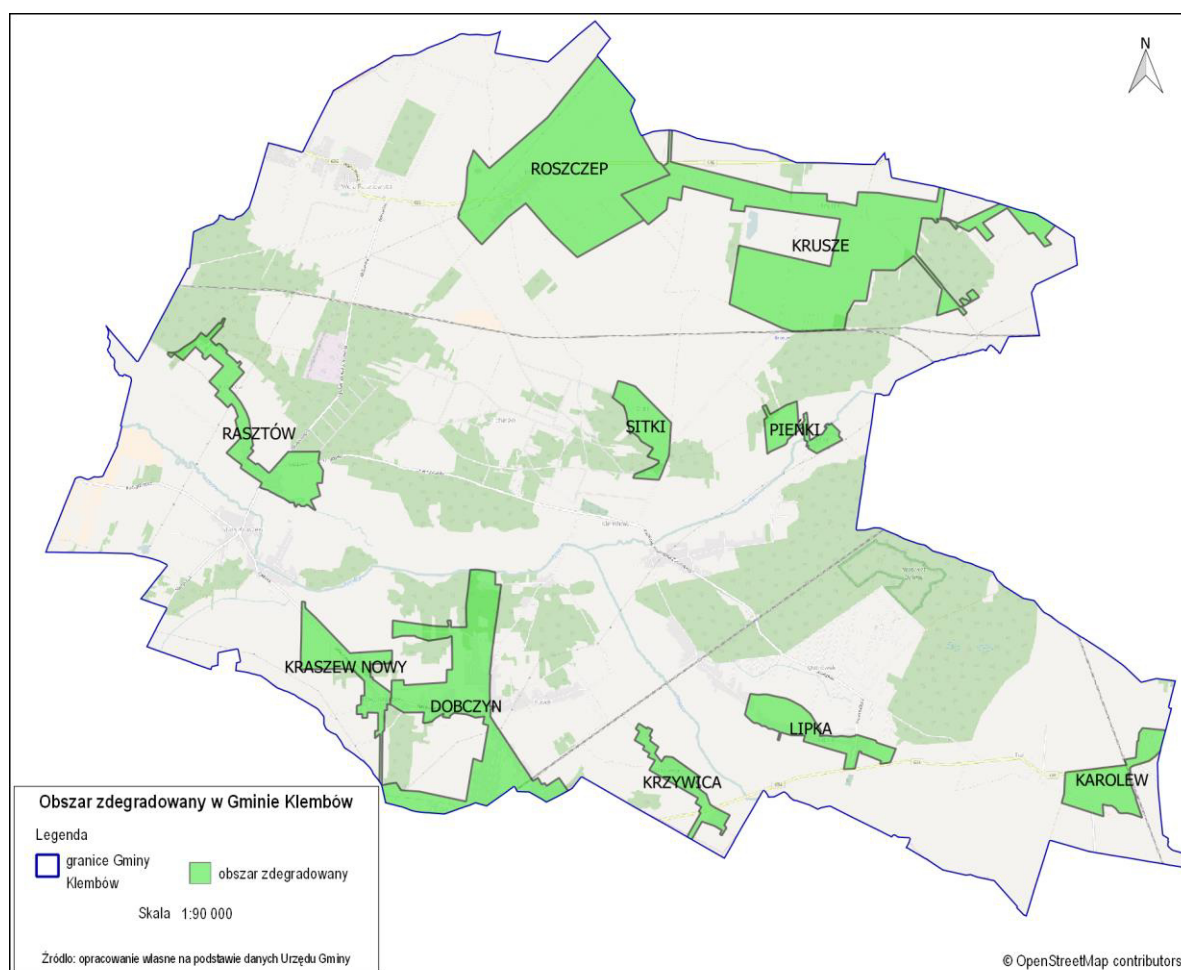 N
ROSZCZEP
KRUSZE
RASZTÓW
SITKI
PIEŃKI
KRASZEW NOWY
DOBCZYN
LIPKA
KRZYWICA
KAROLEW
Obszar zdegradowany w Gminie Klembów
Legenda
granice Gminy
Klembów
obszar zdegradowany
Skala 1:90 000
Źródło: opracowanie własne na podstawie danych Urzędu Gminy
© OpenStreetMap contributors